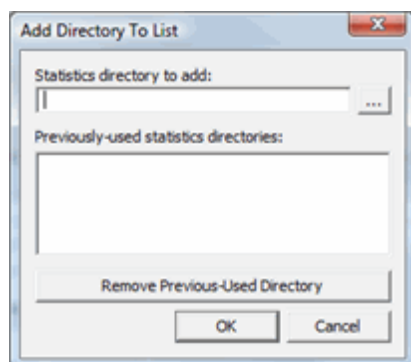 Add Directory To List
Statistics directory to add:
...
Previously-used statistics directories:
Remove Previous-Used Directory
OK Cancel